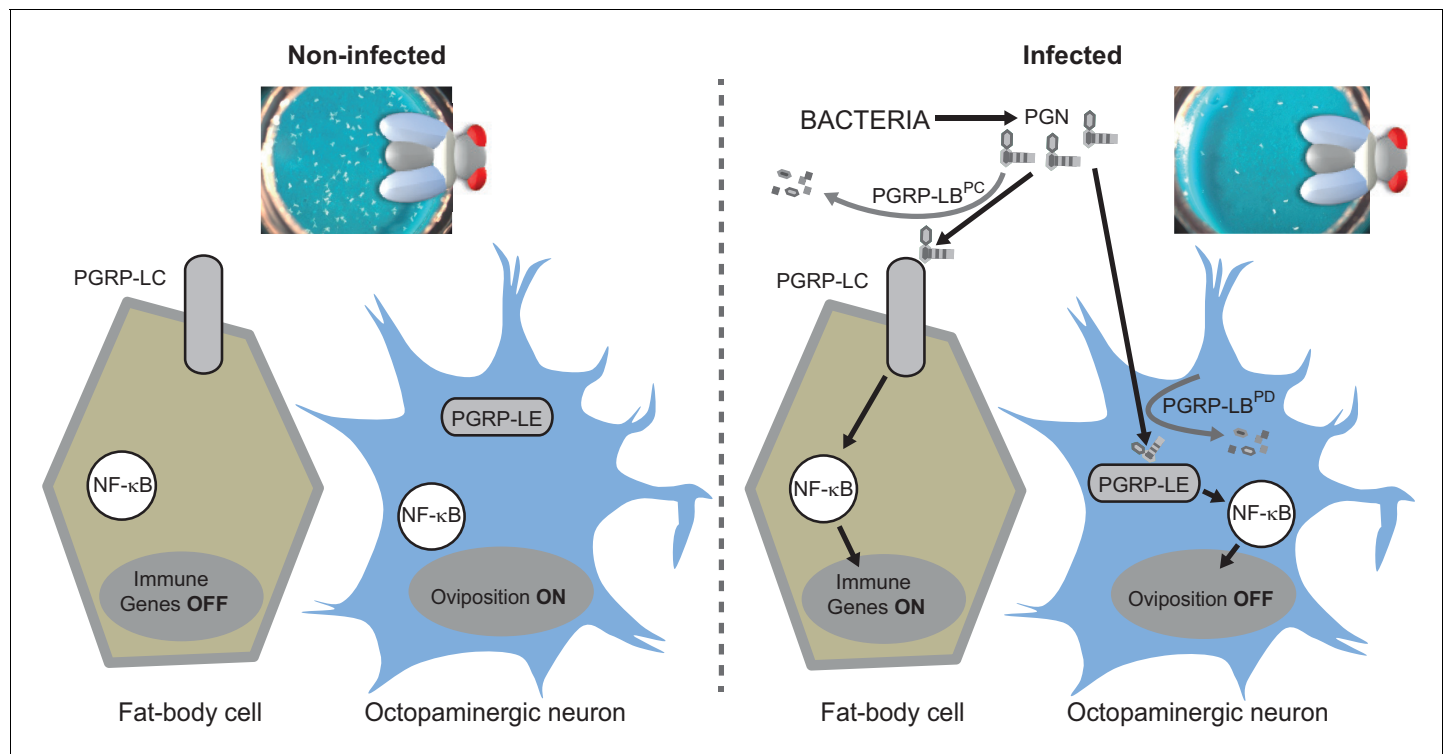 Non-infected
PGRP-LC
PGRP-LE
NF-κB
NF-κB
Immune
Genes OFF
Oviposition ON
Fat-body cell
Octopaminergic neuron
Infected
BACTERIA
PGN
PGRP-LB^PC
PGRP-LC
PGRP-LB^PD
PGRP-LE
NF-κB
NF-κB
Immune
Genes ON
Oviposition OFF
Fat-body cell
Octopaminergic neuron